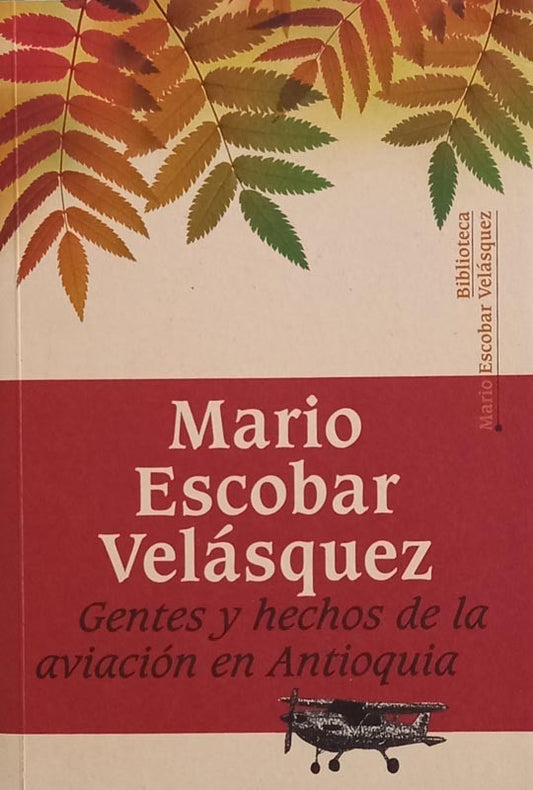 Biblioteca
Mario Escobar Velásquez
Mario
Escobar
Velásquez
Gentes y hechos de la
aviación en Antioquia